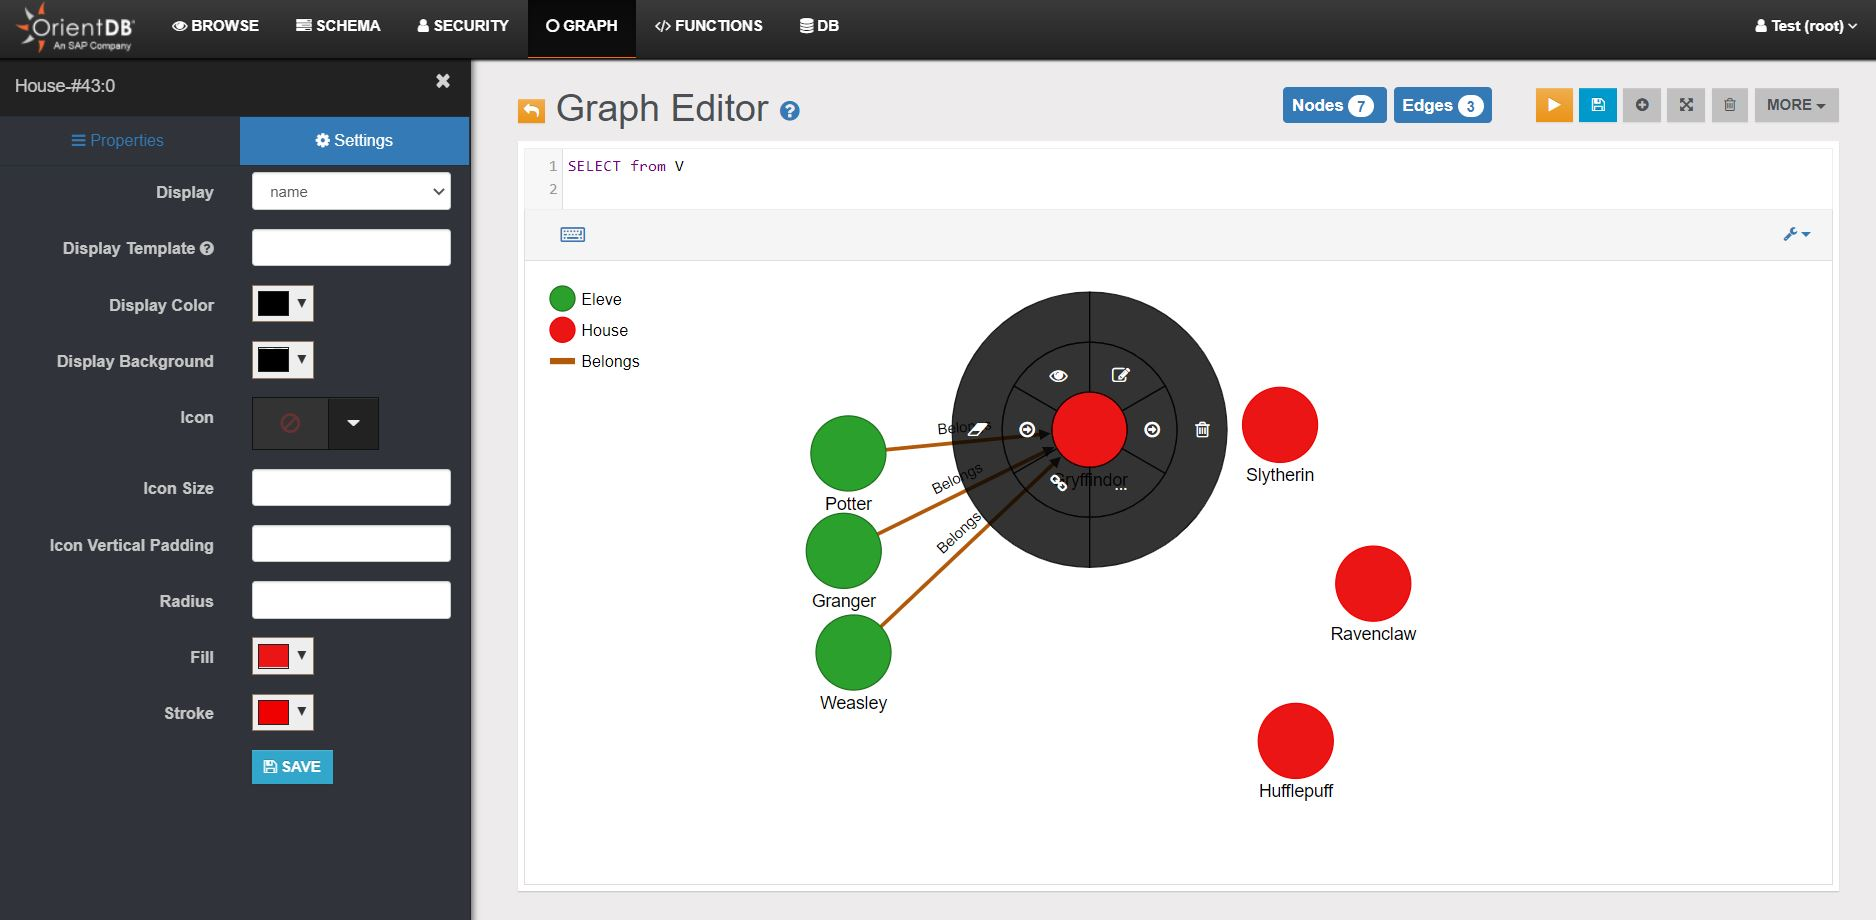 OrientDB
An SAP Company
BROWSE
SCHEMA
SECURITY
GRAPH
FUNCTIONS
DB
Test (root)
House-#43:0
Properties
Settings
Display
name
Display Template
Display Color
Display Background
Icon
Icon Size
Icon Vertical Padding
Radius
Fill
Stroke
SAVE
Graph Editor
Nodes 7
Edges 3
MORE
1 SELECT from V
2
Eleve
House
Belongs
Belongs
Belongs
Belongs
Gryffindor
...
Potter
Granger
Weasley
Slytherin
Ravenclaw
Hufflepuff